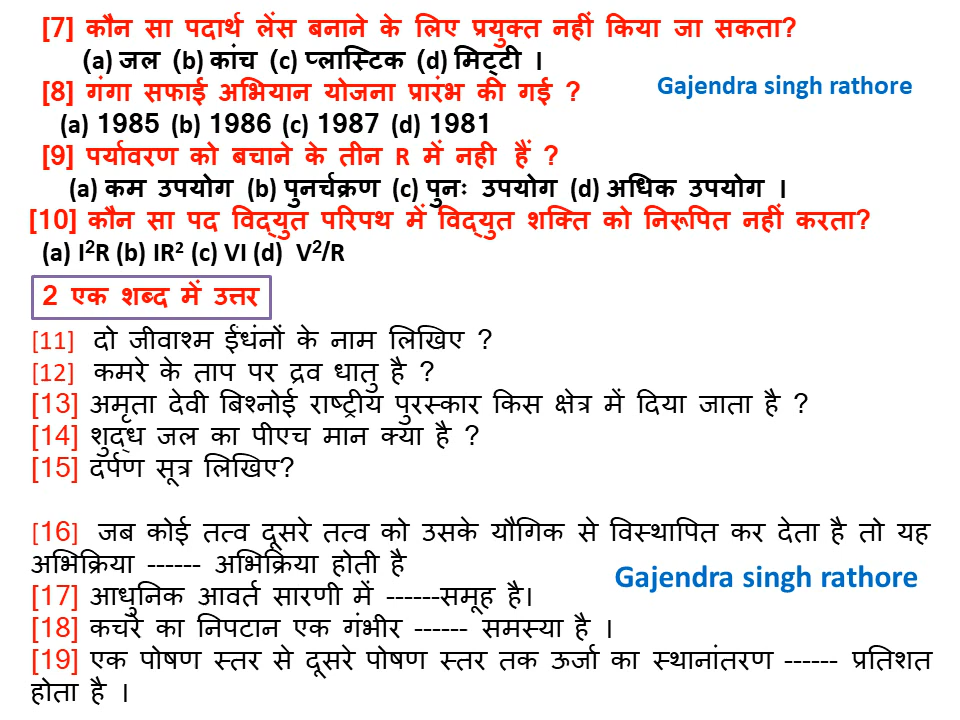 [7] कौन सा पदार्थ लेंस बनाने के लिए प्रयुक्त नहीं किया जा सकता?
(a) जल (b) कांच (c) प्लास्टिक (d) मिट्टी ।
[8] गंगा सफाई अभियान योजना प्रारंभ की गई ?
Gajendra singh rathore
(a) 1985 (b) 1986 (c) 1987 (d) 1981
[9] पर्यावरण को बचाने के तीन R में नही हैं ?
(a) कम उपयोग (b) पुनर्चक्रण (c) पुनः उपयोग (d) अधिक उपयोग ।
[10] कौन सा पद विद्युत परिपथ में विद्युत शक्ति को निरूपित नहीं करता?
(a) I²R (b) IR² (c) VI (d) V²/R
2 एक शब्द में उत्तर
[11] दो जीवाश्म ईंधंनों के नाम लिखिए ?
[12] कमरे के ताप पर द्रव धातु है ?
[13] अमृता देवी बिश्नोई राष्ट्रीय पुरस्कार किस क्षेत्र में दिया जाता है ?
[14] शुद्ध जल का पीएच मान क्या है ?
[15] दर्पण सूत्र लिखिए?
[16] जब कोई तत्व दूसरे तत्व को उसके यौगिक से विस्थापित कर देता है तो यह
अभिक्रिया ------ अभिक्रिया होती है
Gajendra singh rathore
[17] आधुनिक आवर्त सारणी में ------समूह है।
[18] कचरे का निपटान एक गंभीर ------ समस्या है ।
[19] एक पोषण स्तर से दूसरे पोषण स्तर तक ऊर्जा का स्थानांतरण ------ प्रतिशत
होता है ।